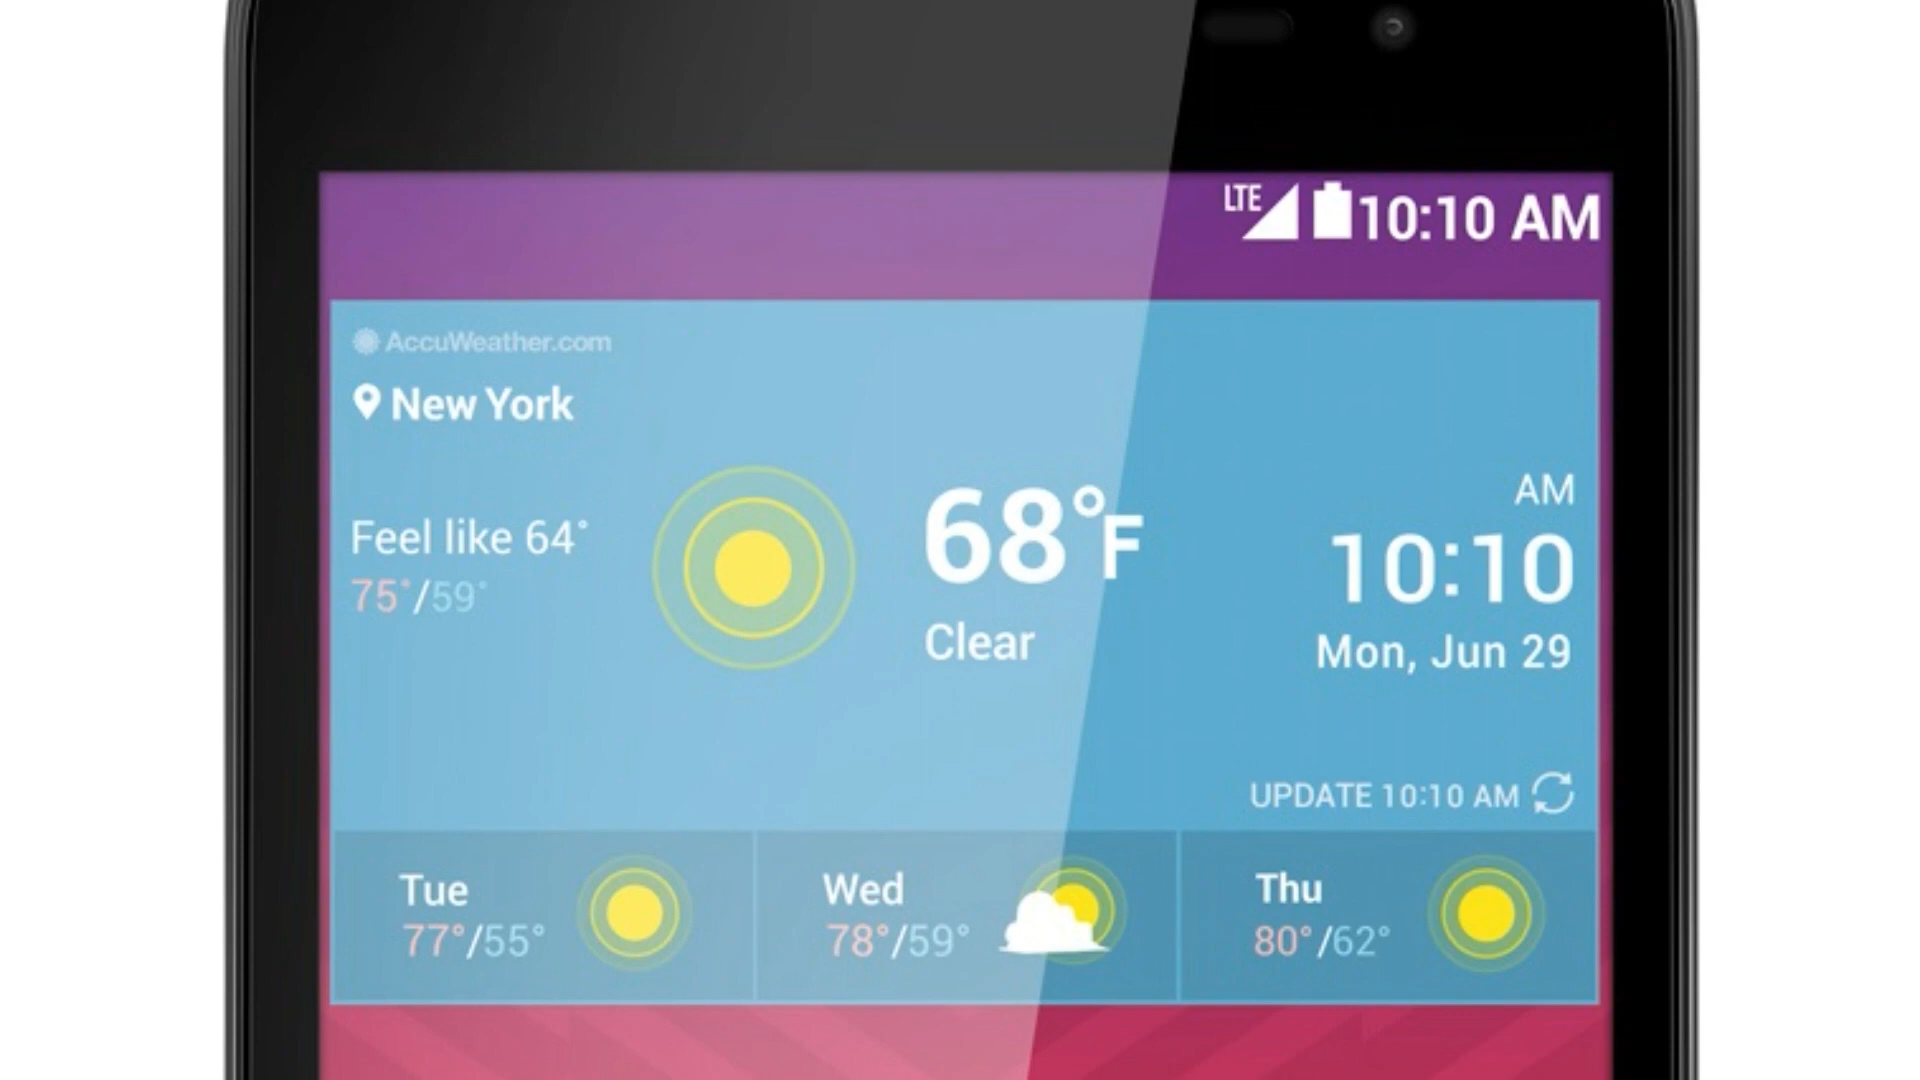 LTE 10:10 AM
AccuWeather.com
New York
Feel like 64°
75°/59°
68°F
Clear
AM
10:10
Mon, Jun 29
UPDATE 10:10 AM
Tue
77°/55°
Wed
78°/59°
Thu
80°/62°